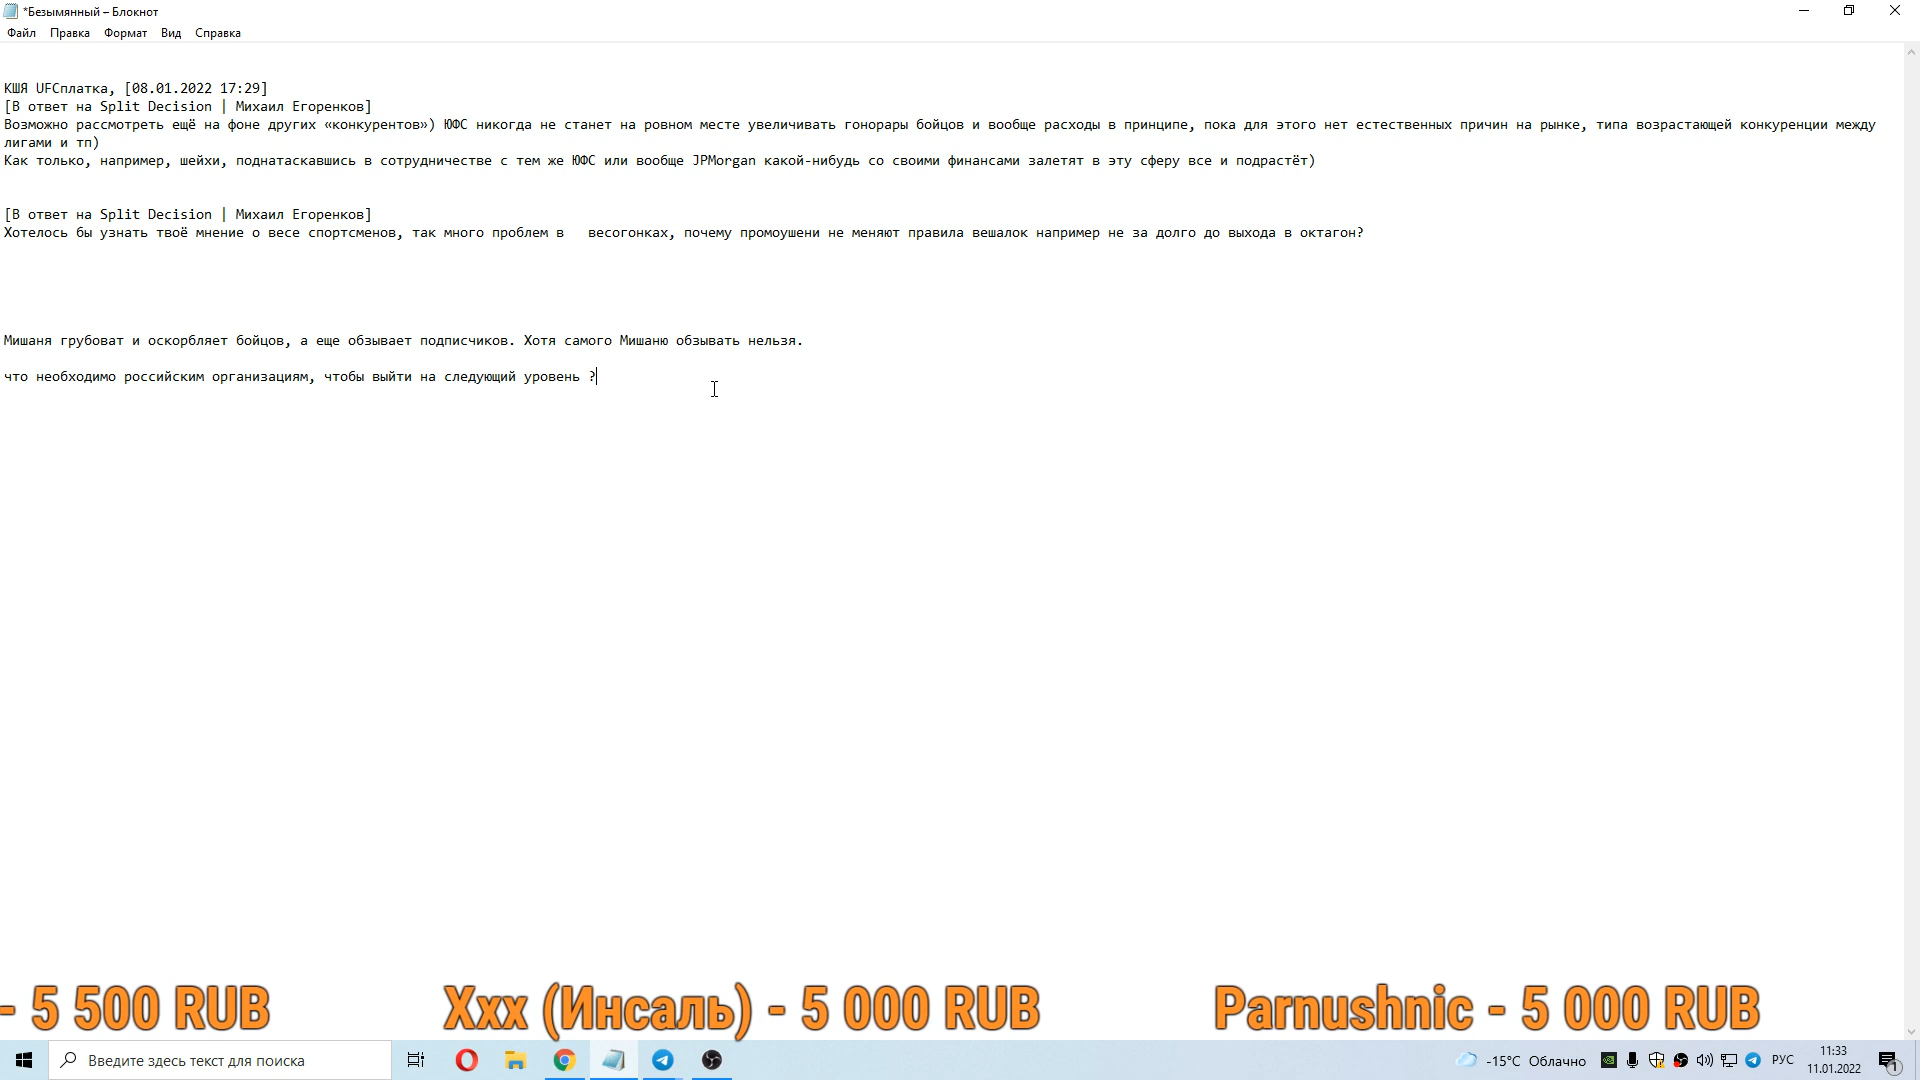 *Безымянный – Блокнот
Файл Правка Формат Вид Справка
КШЯ UFCплатка, [08.01.2022 17:29]
[В ответ на Split Decision | Михаил Егоренков]
Возможно рассмотреть ещё на фоне других «конкурентов») ЮФС никогда не станет на ровном месте увеличивать гонорары бойцов и вообще расходы в принципе, пока для этого нет естественных причин на рынке, типа возрастающей конкуренции между
лигами и тп)
Как только, например, шейхи, поднатаскавшись в сотрудничестве с тем же ЮФС или вообще JPMorgan какой-нибудь со своими финансами залетят в эту сферу все и подрастёт)
[В ответ на Split Decision | Михаил Егоренков]
Хотелось бы узнать твоё мнение о весе спортсменов, так много проблем в   весогонках, почему промоушени не меняют правила вешалок например не за долго до выхода в октагон?
Мишаня грубоват и оскорбляет бойцов, а еще обзывает подписчиков. Хотя самого Мишаню обзывать нельзя.
что необходимо российским организациям, чтобы выйти на следующий уровень ?
- 5 500 RUB Xxx (Инсаль) - 5 000 RUB Parnushnic - 5 000 RUB
Введите здесь текст для поиска
-15°C Облачно РУС 11:33
11.01.2022
1